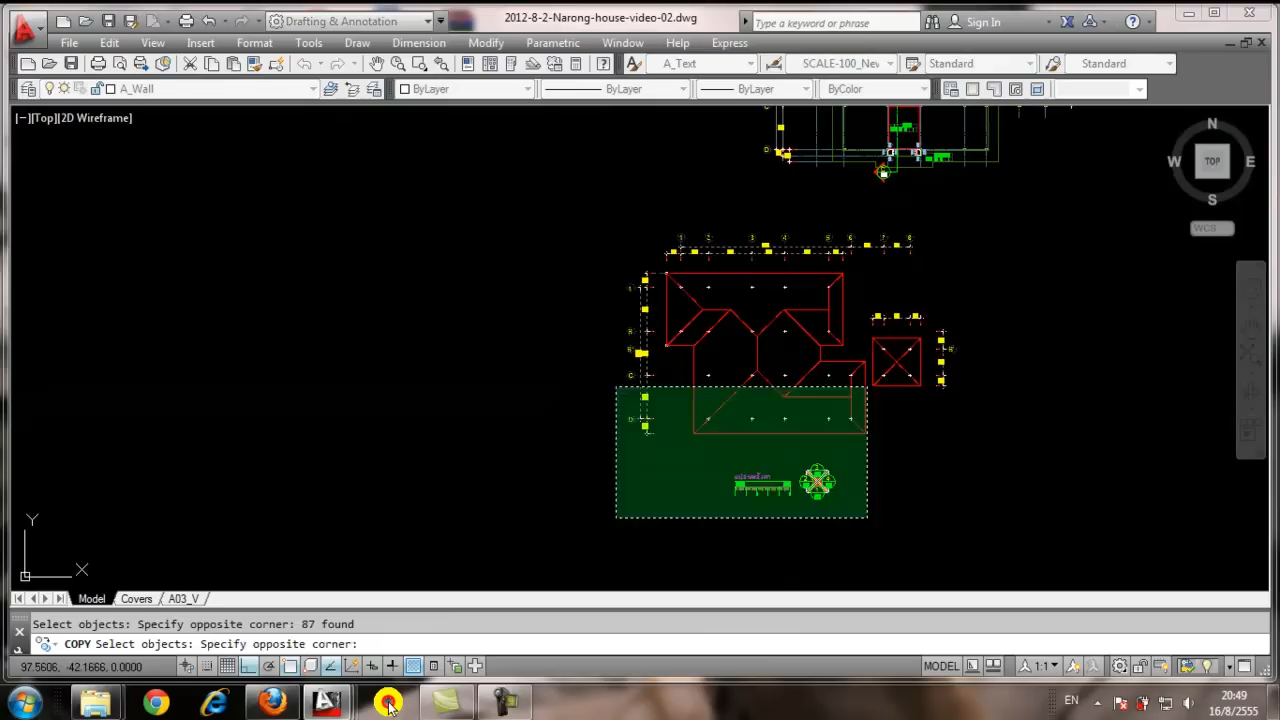 Drafting & Annotation
2012-8-2-Narong-house-video-02.dwg
Type a keyword or phrase
Sign In
File Edit View Insert Format Tools Draw Dimension Modify Parametric Window Help Express
A_Text
SCALE-100_Nev
Standard
Standard
A_Wall
ByLayer
ByLayer
ByLayer
ByColor
[−][Top][2D Wireframe]
N
W TOP E
S
WCS
Y
X
Model Covers A03_V
Select objects: Specify opposite corner: 87 found
COPY Select objects: Specify opposite corner:
97.5606, -42.1666, 0.0000
MODEL
1:1
EN
20:49
16/8/2555